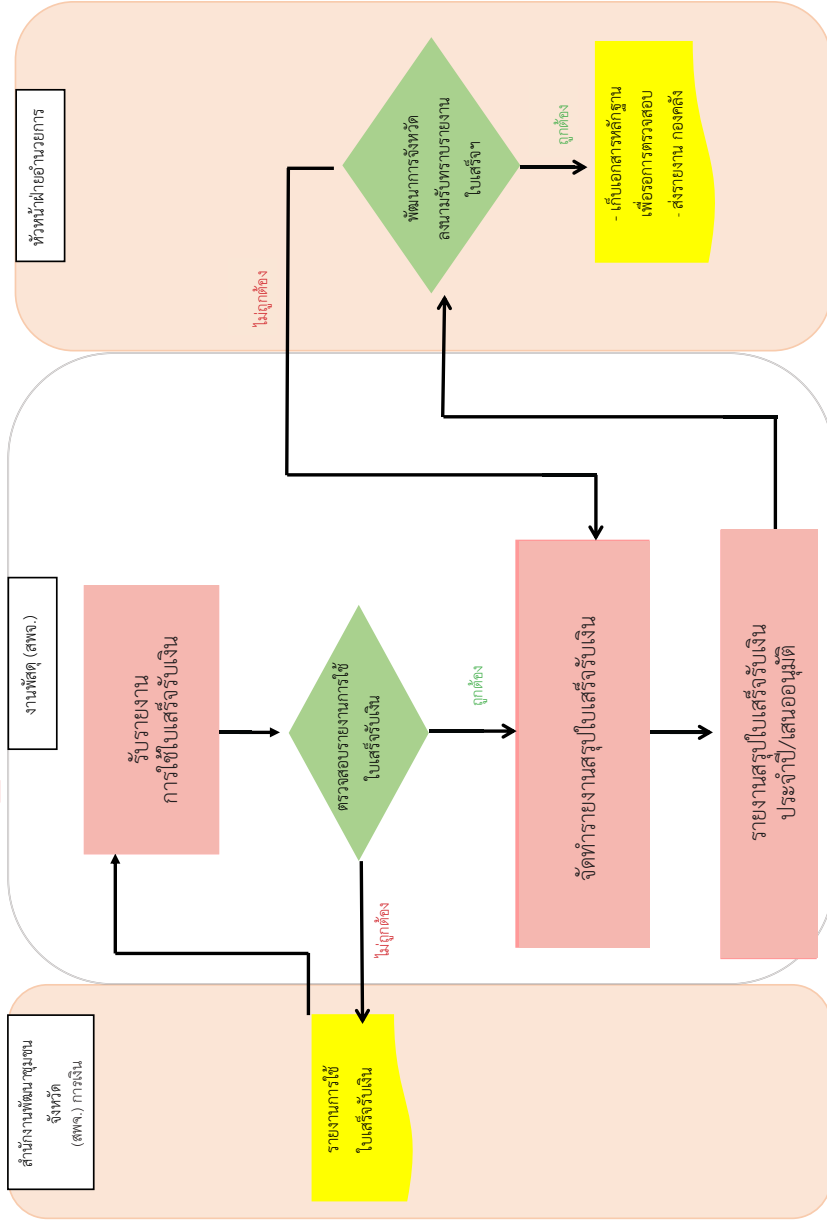 สำนักงานพัฒนาชุมชน
จังหวัด
(สพจ.) การเงิน
รายงานการใช้
ใบเสร็จรับเงิน
งานพัสดุ (สพจ.)
รับรายงาน
การใช้ใบเสร็จรับเงิน
ตรวจสอบรายงานการใช้
ใบเสร็จรับเงิน
ไม่ถูกต้อง
ถูกต้อง
จัดทำรายงานสรุปใบเสร็จรับเงิน
รายงานสรุปใบเสร็จรับเงิน
ประจำปี/เสนออนุมัติ
หัวหน้าฝ่ายอำนวยการ
พัฒนาการจังหวัด
ลงนามรับทราบรายงาน
ใบเสร็จฯ
ไม่ถูกต้อง
ถูกต้อง
- เก็บเอกสารหลักฐาน
เพื่อรอการตรวจสอบ
- ส่งรายงาน กองคลัง